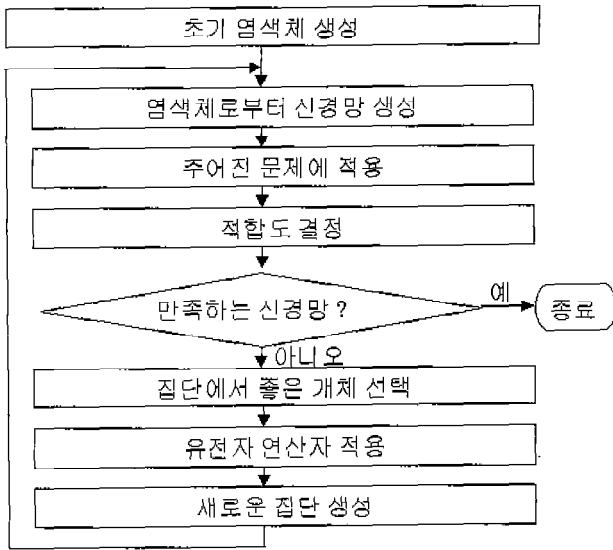 초기 염색체 생성
염색체로부터 신경망 생성
주어진 문제에 적용
적합도 결정
만족하는 신경망 ?
예
종료
아니오
집단에서 좋은 개체 선택
유전자 연산자 적용
새로운 집단 생성